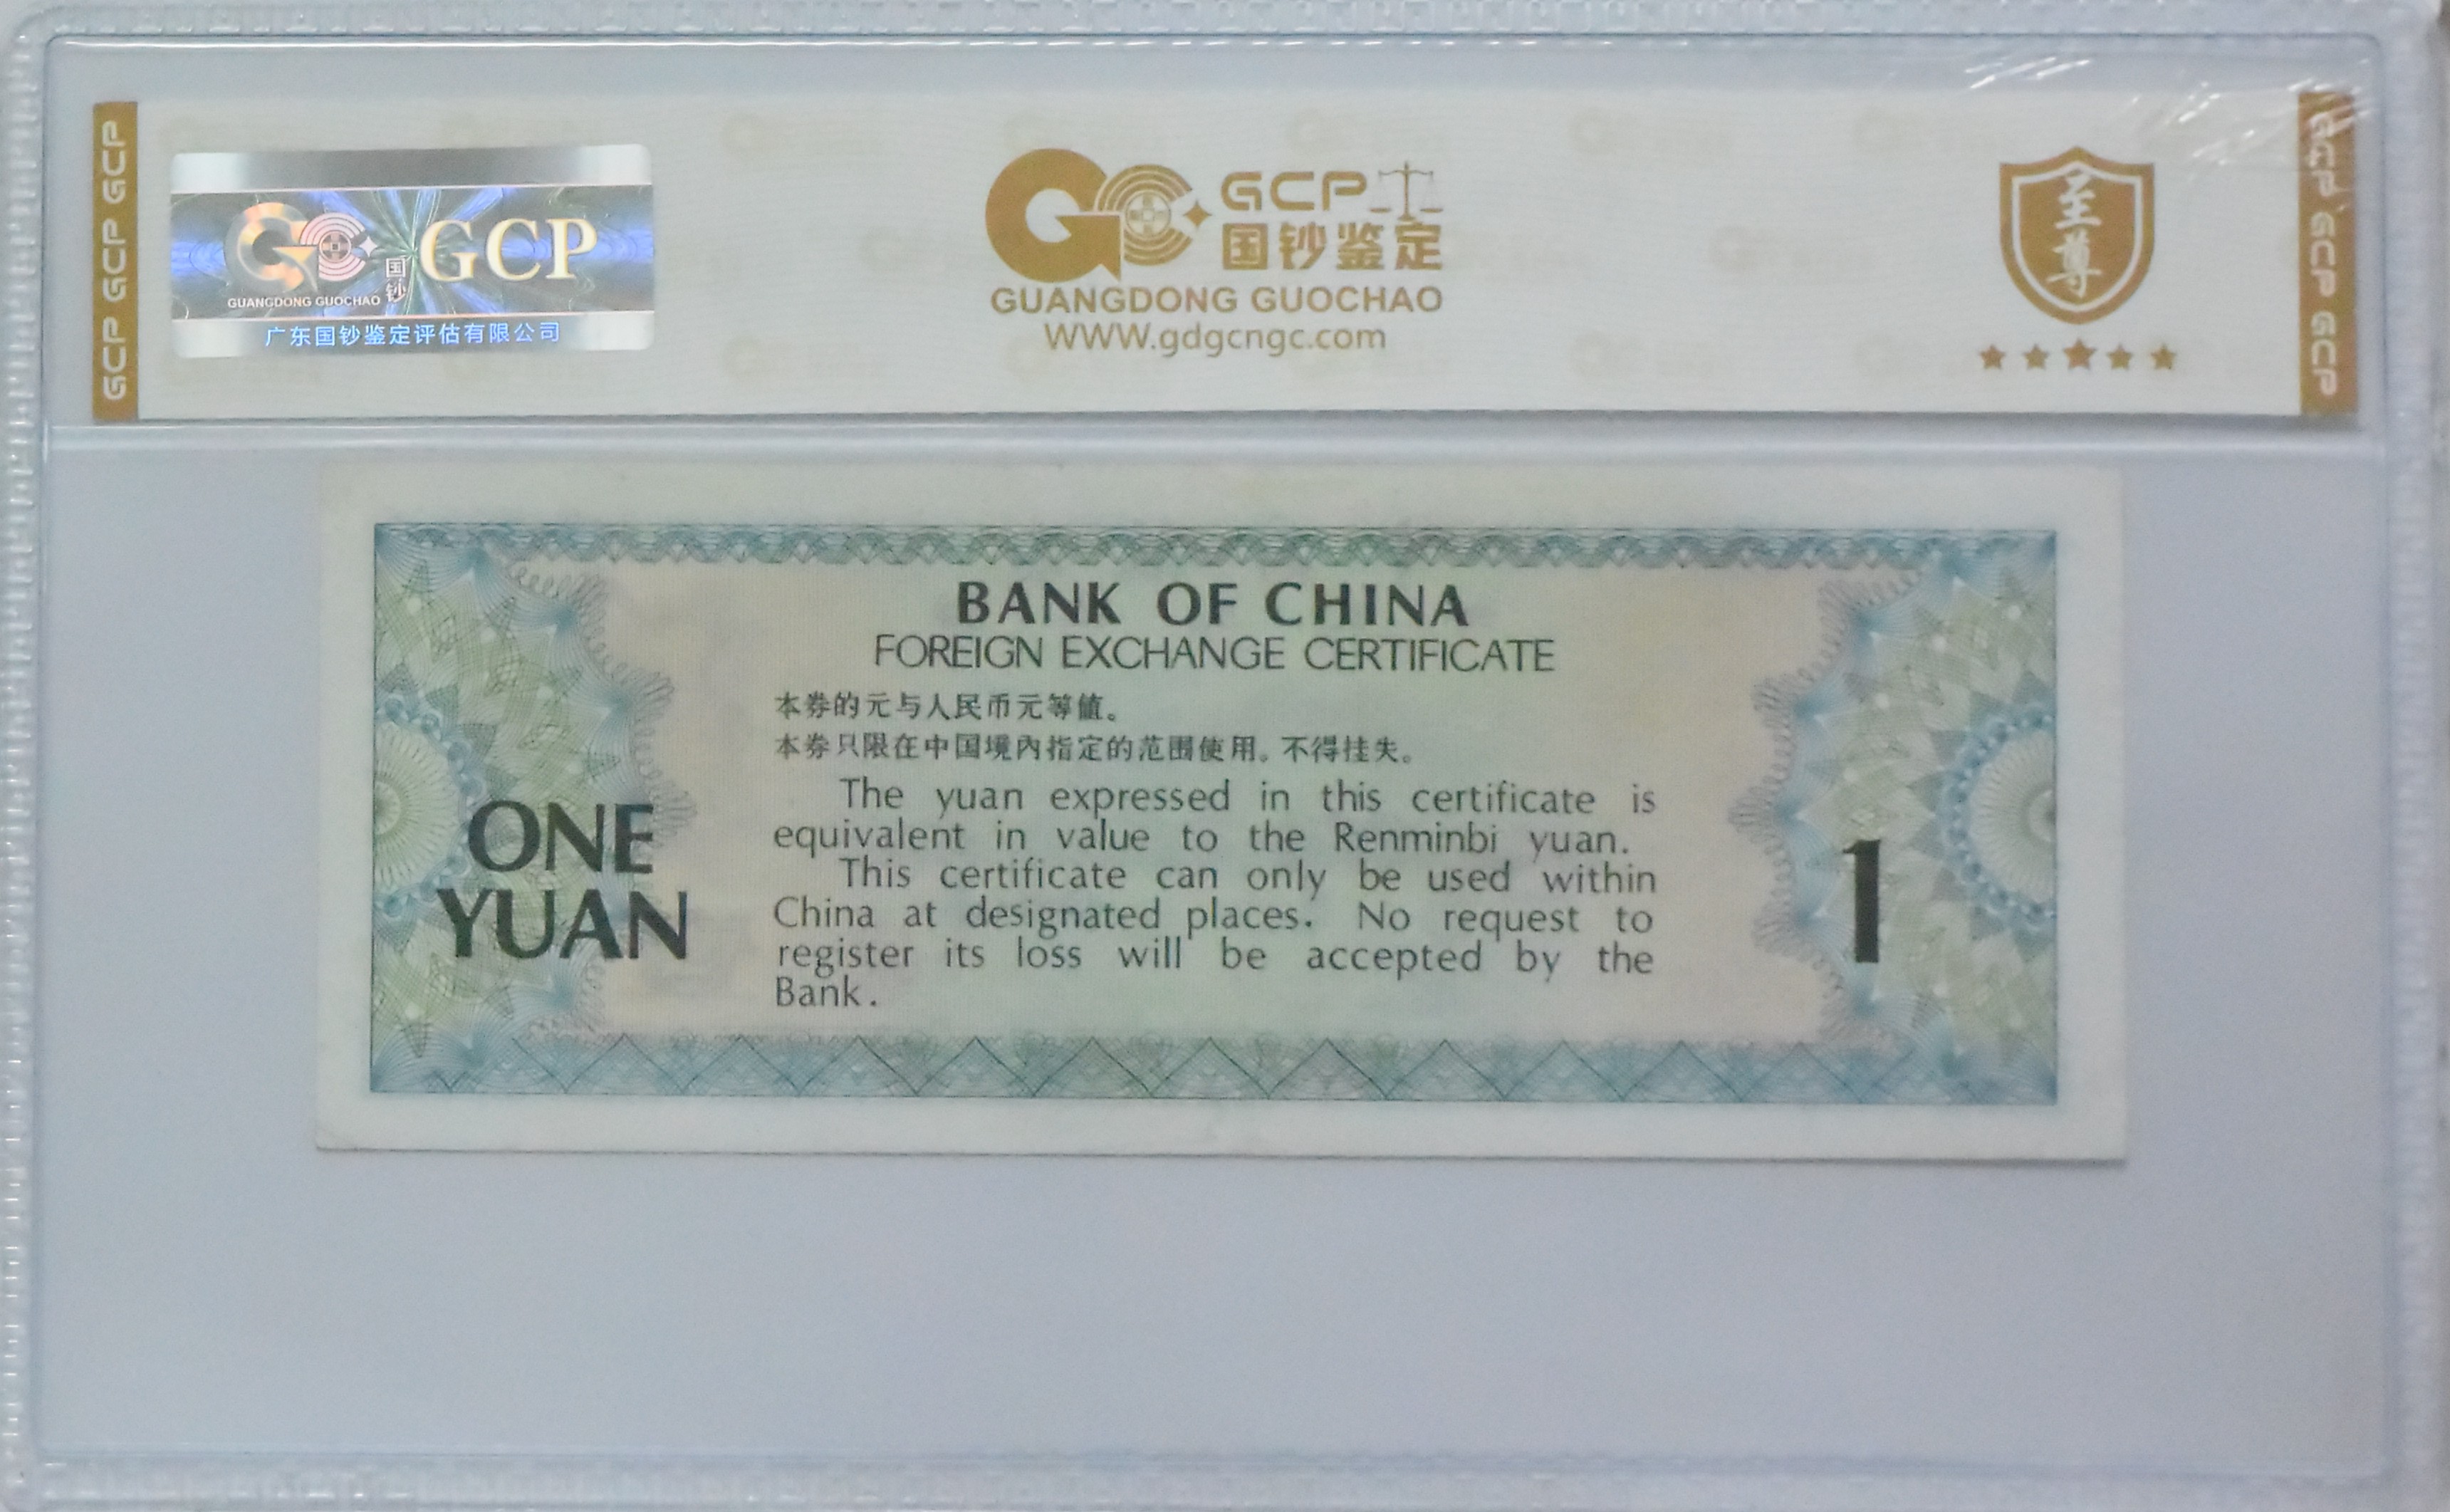 GCP GCP GCP
GUANGDONG GUOCHAO
国钞
GCP
广东国钞鉴定评估有限公司
GCP
国钞鉴定
GUANGDONG GUOCHAO
WWW.gdgcngc.com
至尊
GCP GCP GCP
BANK OF CHINA
FOREIGN EXCHANGE CERTIFICATE
本券的元与人民币元等值。
本券只限在中国境内指定的范围使用。不得挂失。
The yuan expressed in this certificate is
equivalent in value to the Renminbi yuan.
This certificate can only be used within
China at designated places. No request to
register its loss will be accepted by the
Bank.
ONE
YUAN
1